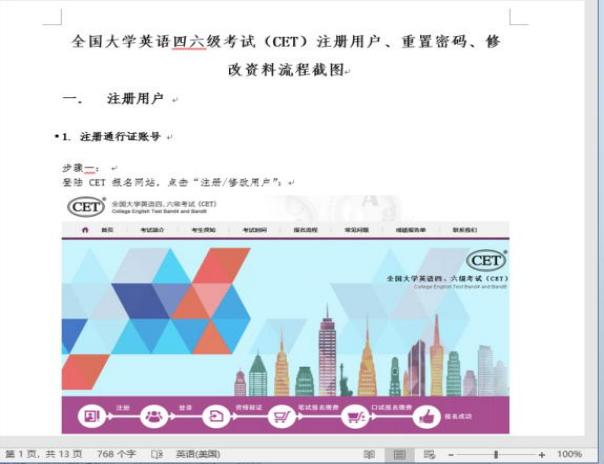 全国大学英语四六级考试（CET）注册用户、重置密码、修
改资料流程截图
一． 注册用户
1. 注册通行证账号
步骤一：
登陆 CET 报名网站，点击“注册/修改用户”；
CET 全国大学英语四、六级考试 (CET)
College English Test Band4 and Band6
首页 考试简介 考生须知 考试时间 报名流程 常见问题 成绩报告单 联系我们
CET
全国大学英语四、六级考试 (CET)
College English Test Band4 and Band6
注册 登录 资格验证 笔试报名缴费 口试报名缴费 报名成功
第 1 页，共 13 页 768 个字 英语(美国) 100%